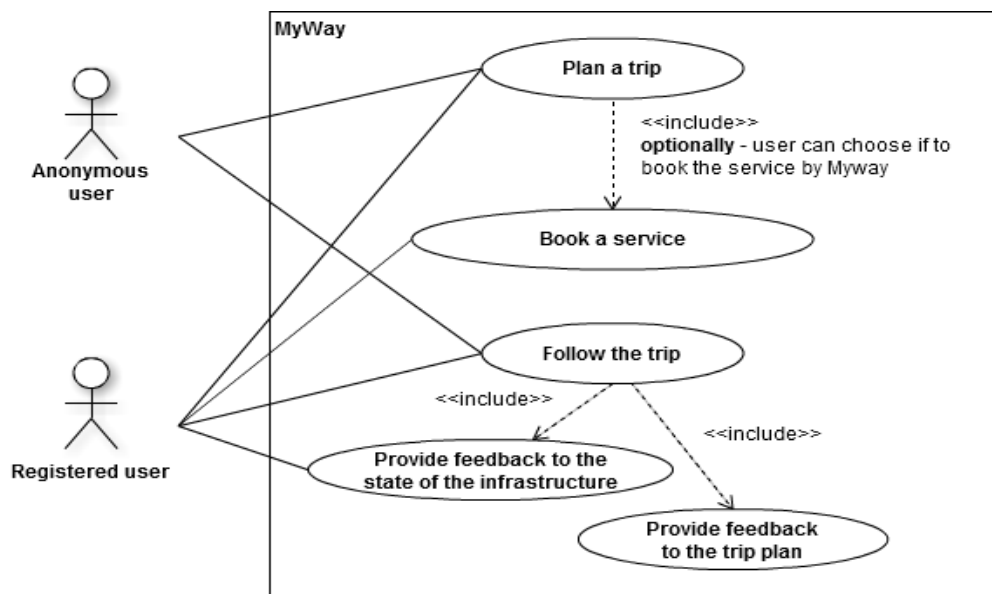 MyWay
Plan a trip
<<include>>
optionally - user can choose if to
book the service by Myway
Anonymous
user
Book a service
Follow the trip
<<include>>
<<include>>
Registered user
Provide feedback to the
state of the infrastructure
Provide feedback
to the trip plan